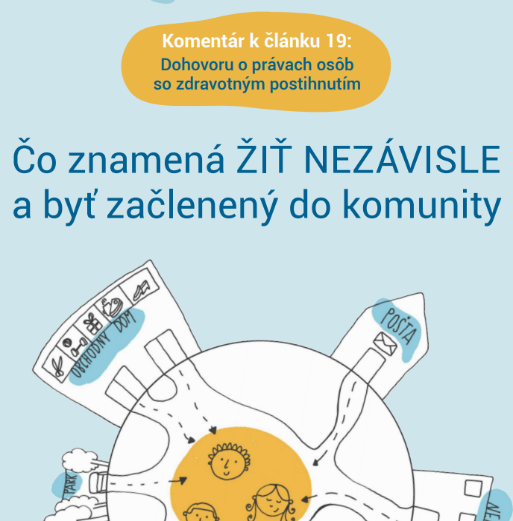 Komentár k článku 19:
Dohovoru o právach osôb
so zdravotným postihnutím
Čo znamená ŽIŤ NEZÁVISLE
a byť začlenený do komunity
OBCHODNÝ DOM
POŠTA
PARK